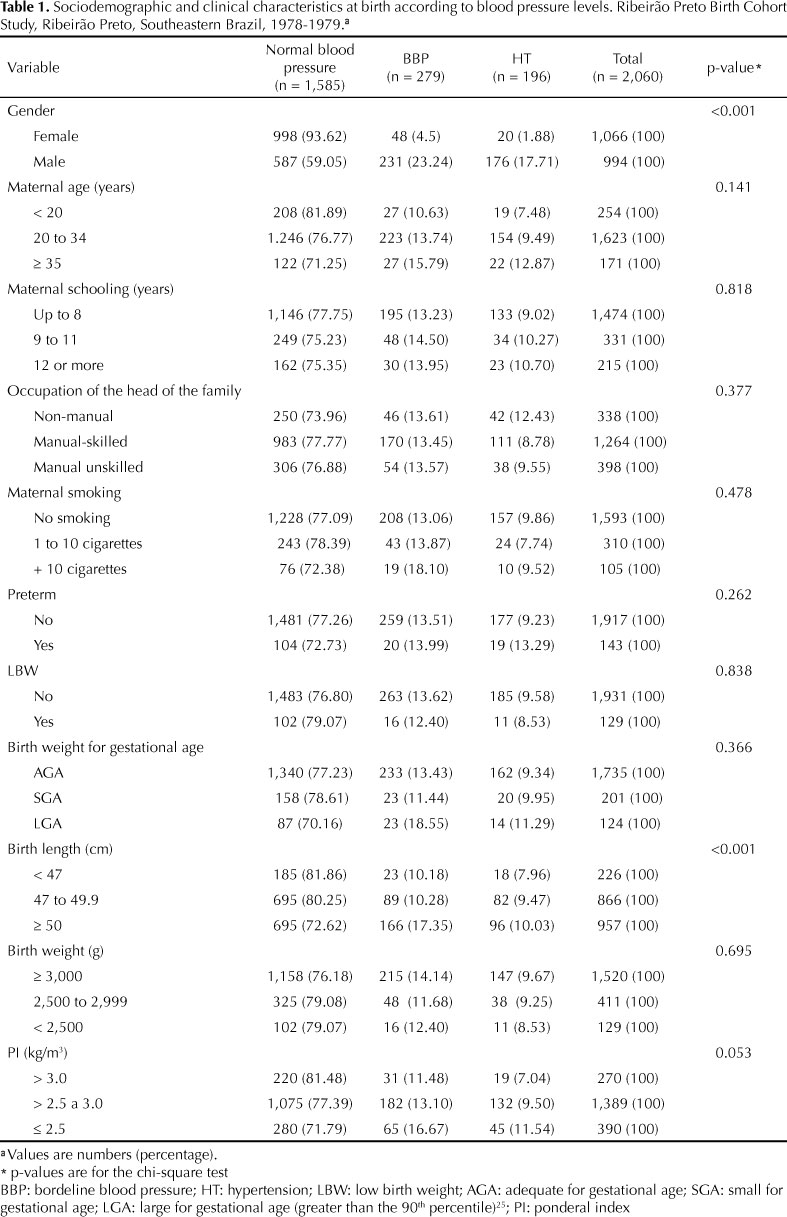 Table 1. Sociodemographic and clinical characteristics at birth according to blood pressure levels. Ribeirão Preto Birth Cohort
Study, Ribeirão Preto, Southeastern Brazil, 1978-1979.ª
Variable Normal blood pressure (n = 1,585) BBP (n = 279) HT (n = 196) Total (n = 2,060) p-value*
Gender <0.001
Female 998 (93.62) 48 (4.5) 20 (1.88) 1,066 (100)
Male 587 (59.05) 231 (23.24) 176 (17.71) 994 (100)
Maternal age (years) 0.141
< 20 208 (81.89) 27 (10.63) 19 (7.48) 254 (100)
20 to 34 1.246 (76.77) 223 (13.74) 154 (9.49) 1,623 (100)
≥ 35 122 (71.25) 27 (15.79) 22 (12.87) 171 (100)
Maternal schooling (years) 0.818
Up to 8 1,146 (77.75) 195 (13.23) 133 (9.02) 1,474 (100)
9 to 11 249 (75.23) 48 (14.50) 34 (10.27) 331 (100)
12 or more 162 (75.35) 30 (13.95) 23 (10.70) 215 (100)
Occupation of the head of the family 0.377
Non-manual 250 (73.96) 46 (13.61) 42 (12.43) 338 (100)
Manual-skilled 983 (77.77) 170 (13.45) 111 (8.78) 1,264 (100)
Manual unskilled 306 (76.88) 54 (13.57) 38 (9.55) 398 (100)
Maternal smoking 0.478
No smoking 1,228 (77.09) 208 (13.06) 157 (9.86) 1,593 (100)
1 to 10 cigarettes 243 (78.39) 43 (13.87) 24 (7.74) 310 (100)
+ 10 cigarettes 76 (72.38) 19 (18.10) 10 (9.52) 105 (100)
Preterm 0.262
No 1,481 (77.26) 259 (13.51) 177 (9.23) 1,917 (100)
Yes 104 (72.73) 20 (13.99) 19 (13.29) 143 (100)
LBW 0.838
No 1,483 (76.80) 263 (13.62) 185 (9.58) 1,931 (100)
Yes 102 (79.07) 16 (12.40) 11 (8.53) 129 (100)
Birth weight for gestational age 0.366
AGA 1,340 (77.23) 233 (13.43) 162 (9.34) 1,735 (100)
SGA 158 (78.61) 23 (11.44) 20 (9.95) 201 (100)
LGA 87 (70.16) 23 (18.55) 14 (11.29) 124 (100)
Birth length (cm) <0.001
< 47 185 (81.86) 23 (10.18) 18 (7.96) 226 (100)
47 to 49.9 695 (80.25) 89 (10.28) 82 (9.47) 866 (100)
≥ 50 695 (72.62) 166 (17.35) 96 (10.03) 957 (100)
Birth weight (g) 0.695
≥ 3,000 1,158 (76.18) 215 (14.14) 147 (9.67) 1,520 (100)
2,500 to 2,999 325 (79.08) 48 (11.68) 38 (9.25) 411 (100)
< 2,500 102 (79.07) 16 (12.40) 11 (8.53) 129 (100)
PI (kg/m³) 0.053
> 3.0 220 (81.48) 31 (11.48) 19 (7.04) 270 (100)
> 2.5 a 3.0 1,075 (77.39) 182 (13.10) 132 (9.50) 1,389 (100)
≤ 2.5 280 (71.79) 65 (16.67) 45 (11.54) 390 (100)
ª Values are numbers (percentage).
* p-values are for the chi-square test
BBP: bordeline blood pressure; HT: hypertension; LBW: low birth weight; AGA: adequate for gestational age; SGA: small for
gestational age; LGA: large for gestational age (greater than the 90th percentile)25; PI: ponderal index